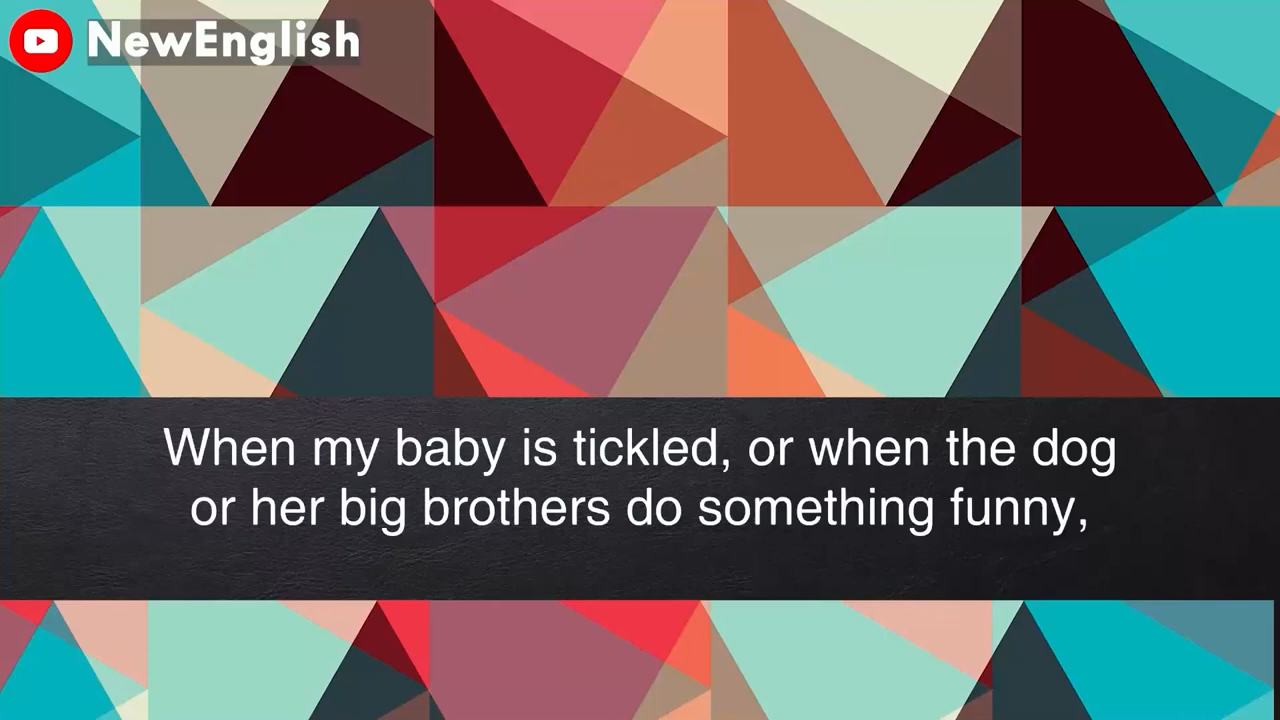 NewEnglish
When my baby is tickled, or when the dog
or her big brothers do something funny,